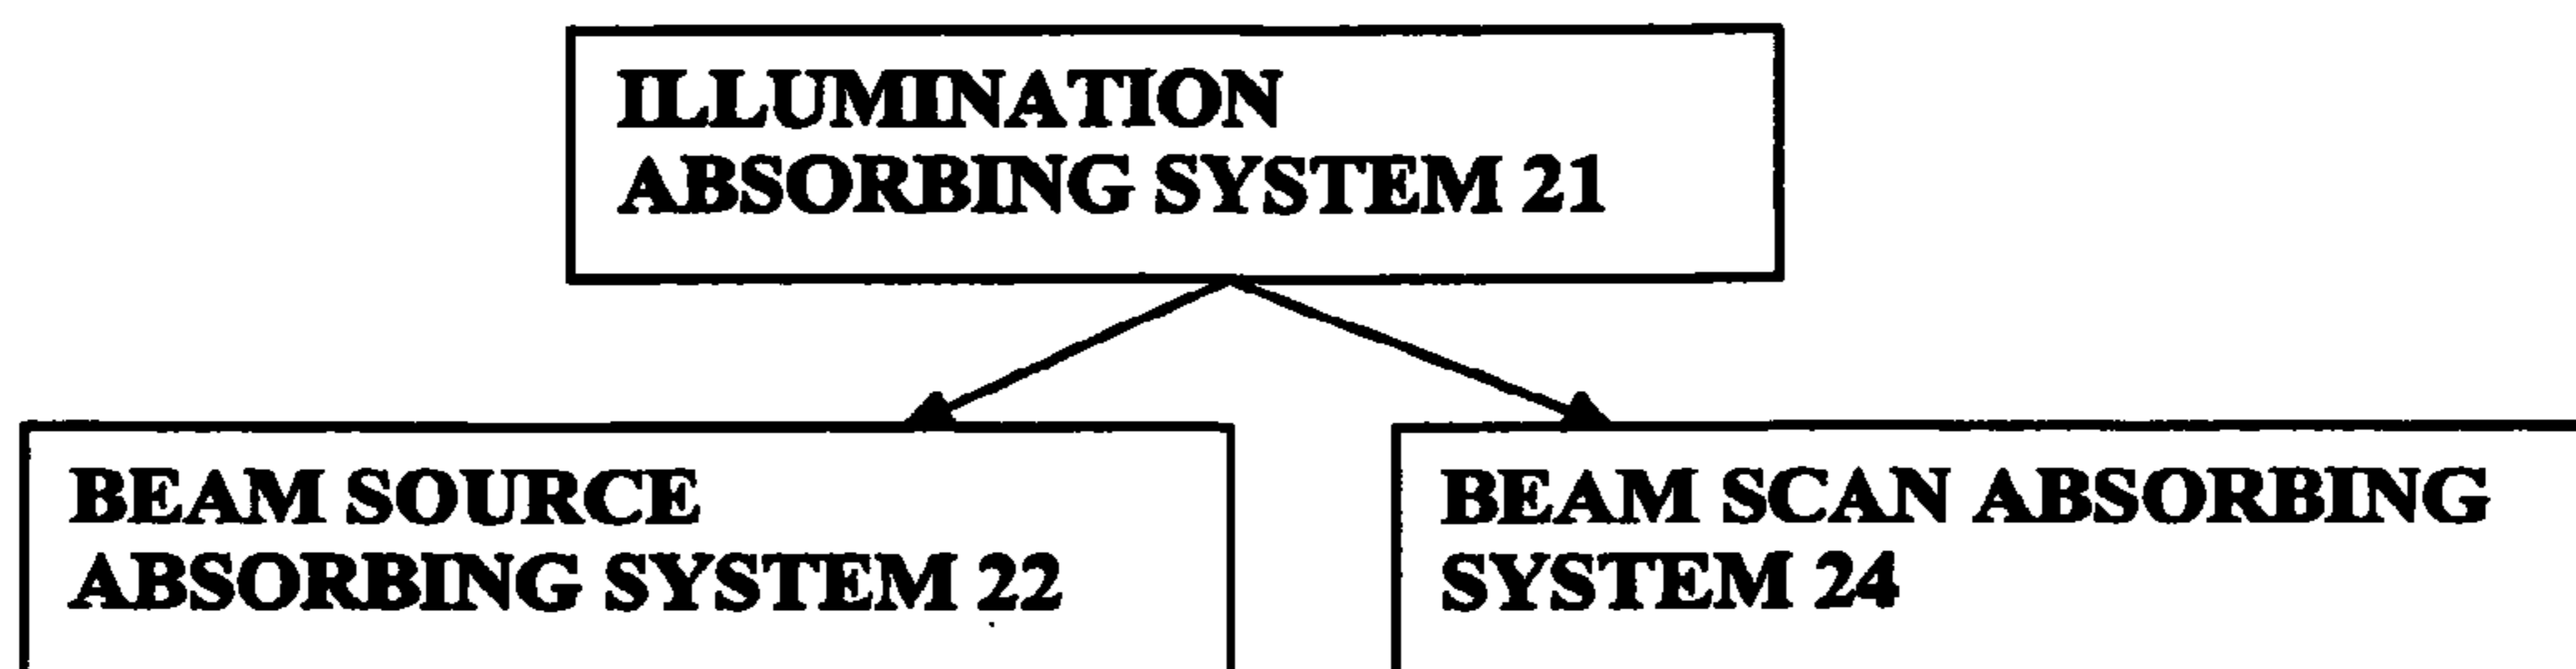 ILLUMINATION
ABSORBING SYSTEM 21
BEAM SOURCE
ABSORBING SYSTEM 22
BEAM SCAN ABSORBING
SYSTEM 24